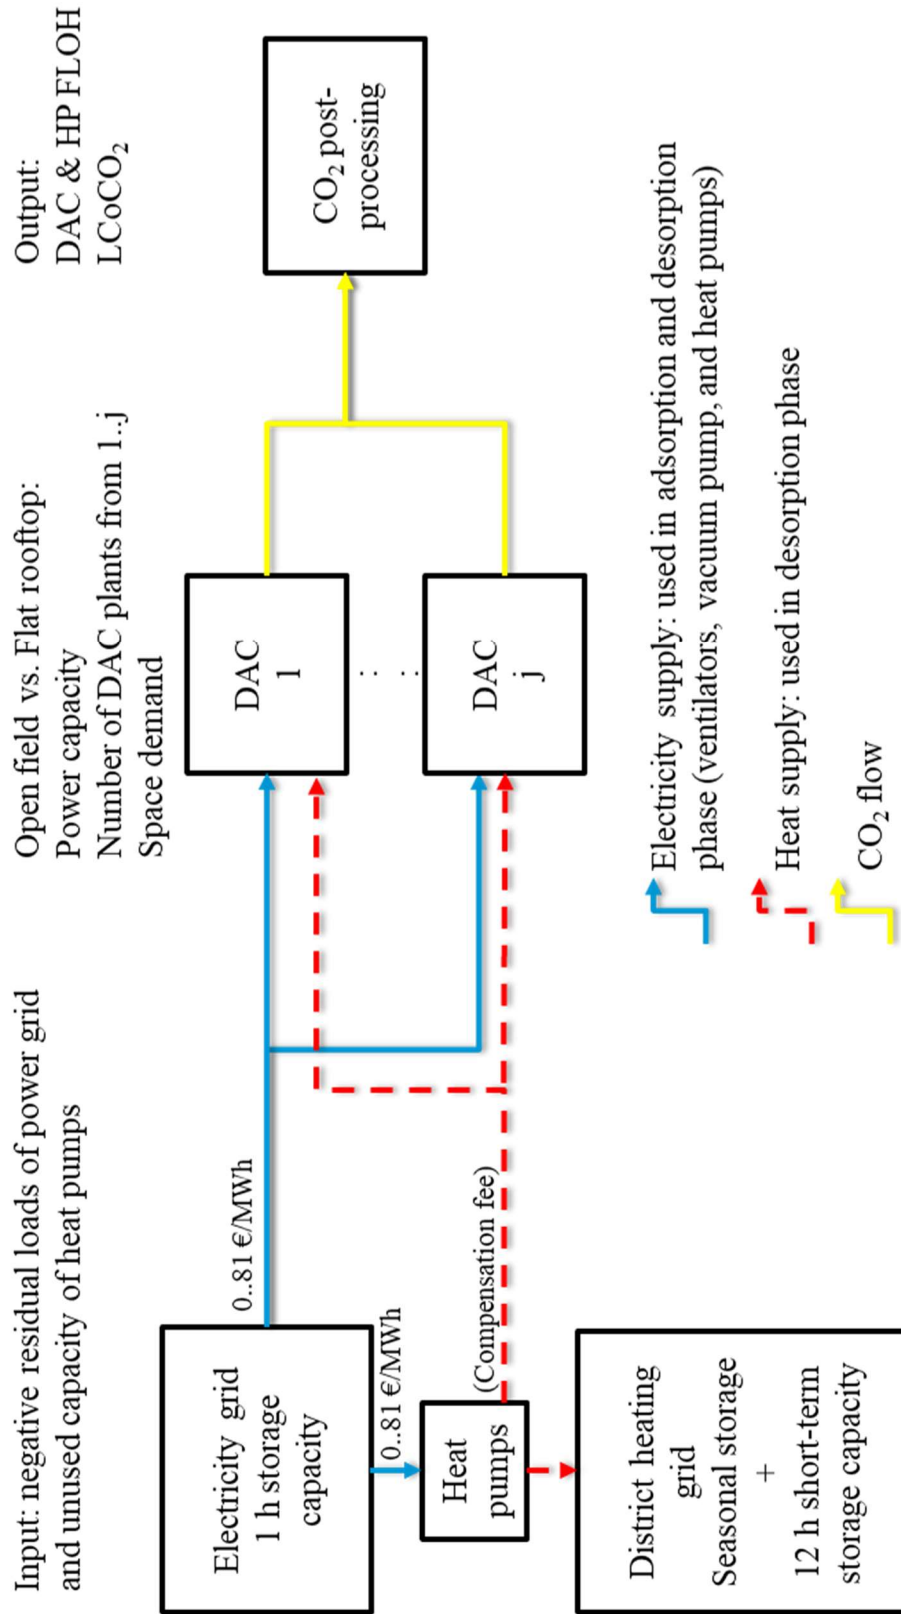 Input: negative residual loads of power grid
and unused capacity of heat pumps
Open field vs. Flat rooftop:
Power capacity
Number of DAC plants from 1..j
Space demand
Output:
DAC & HP FLOH
LCoCO₂
Electricity grid
1 h storage
capacity
0..81 €/MWh
0..81 €/MWh
Heat
pumps
(Compensation fee)
District heating
grid
Seasonal storage
+
12 h short-term
storage capacity
DAC
1
: :
DAC
j
CO₂ post-
processing
Electricity supply: used in adsorption and desorption
phase (ventilators, vacuum pump, and heat pumps)
Heat supply: used in desorption phase
CO₂ flow